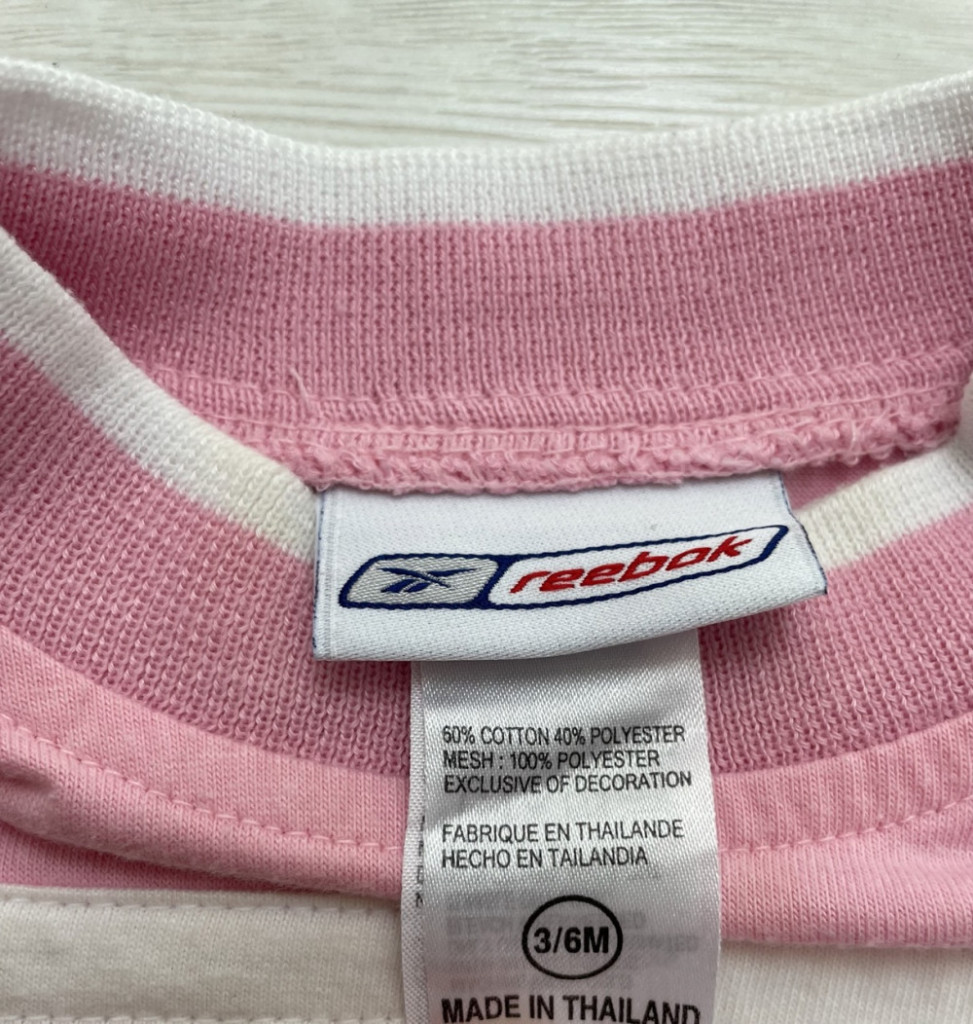 reebok
60% COTTON 40% POLYESTER
MESH : 100% POLYESTER
EXCLUSIVE OF DECORATION
FABRIQUE EN THAILANDE
HECHO EN TAILANDIA
3/6M
MADE IN THAILAND